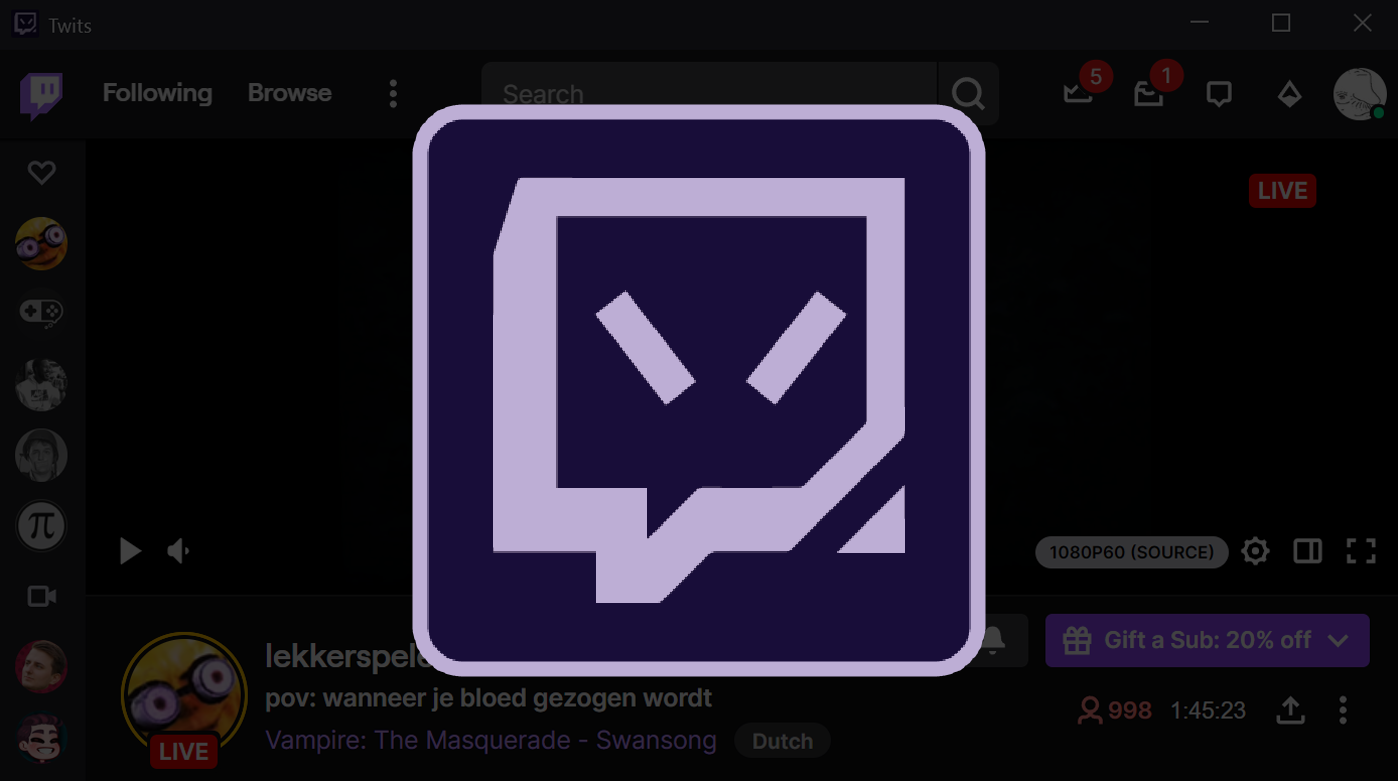 Twits
Following Browse Search 5 1
LIVE
1080P60 (SOURCE)
Gift a Sub: 20% off
pov: wanneer je bloed gezogen wordt
998 1:45:23
Vampire: The Masquerade - Swansong Dutch
LIVE